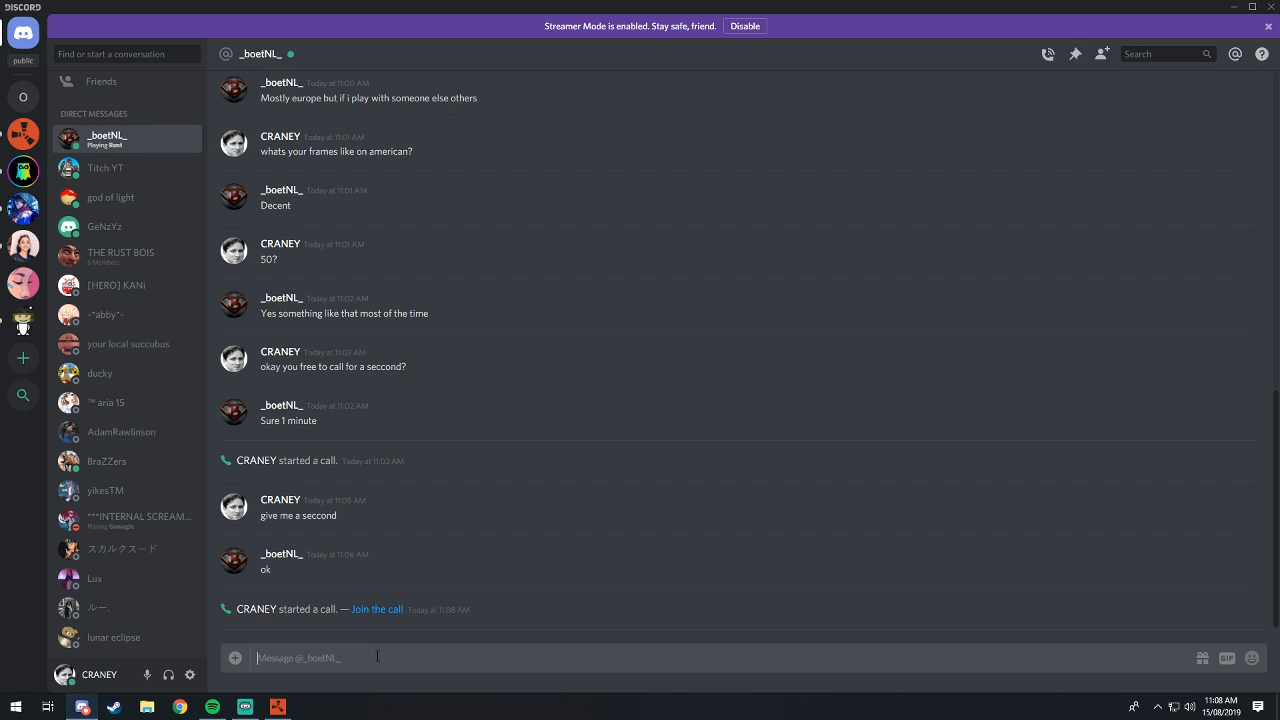 DISCORD
Streamer Mode is enabled. Stay safe, friend. Disable
Find or start a conversation
@ _boetNL_
Search
public
Friends
DIRECT MESSAGES
_boetNL_
Playing Rust
Titch YT
god of light
GeNzYz
THE RUST BOIS
6 Members
[HERO] KANi
-*abby*-
your local succubus
ducky
™ aria 15
AdamRawlinson
BraZZers
yikesTM
***INTERNAL SCREAM...
スカルクスード
Lux
ルー.
lunar eclipse
CRANEY
O
_boetNL_ Today at 11:00 AM
Mostly europe but if i play with someone else others
CRANEY Today at 11:01 AM
whats your frames like on american?
_boetNL_ Today at 11:01 AM
Decent
CRANEY Today at 11:01 AM
50?
_boetNL_ Today at 11:02 AM
Yes something like that most of the time
CRANEY Today at 11:02 AM
okay you free to call for a seccond?
_boetNL_ Today at 11:02 AM
Sure 1 minute
CRANEY started a call. Today at 11:03 AM
CRANEY Today at 11:05 AM
give me a seccond
_boetNL_ Today at 11:06 AM
ok
CRANEY started a call. — Join the call Today at 11:08 AM
Message @_boetNL_
GIF
11:08 AM
15/08/2019